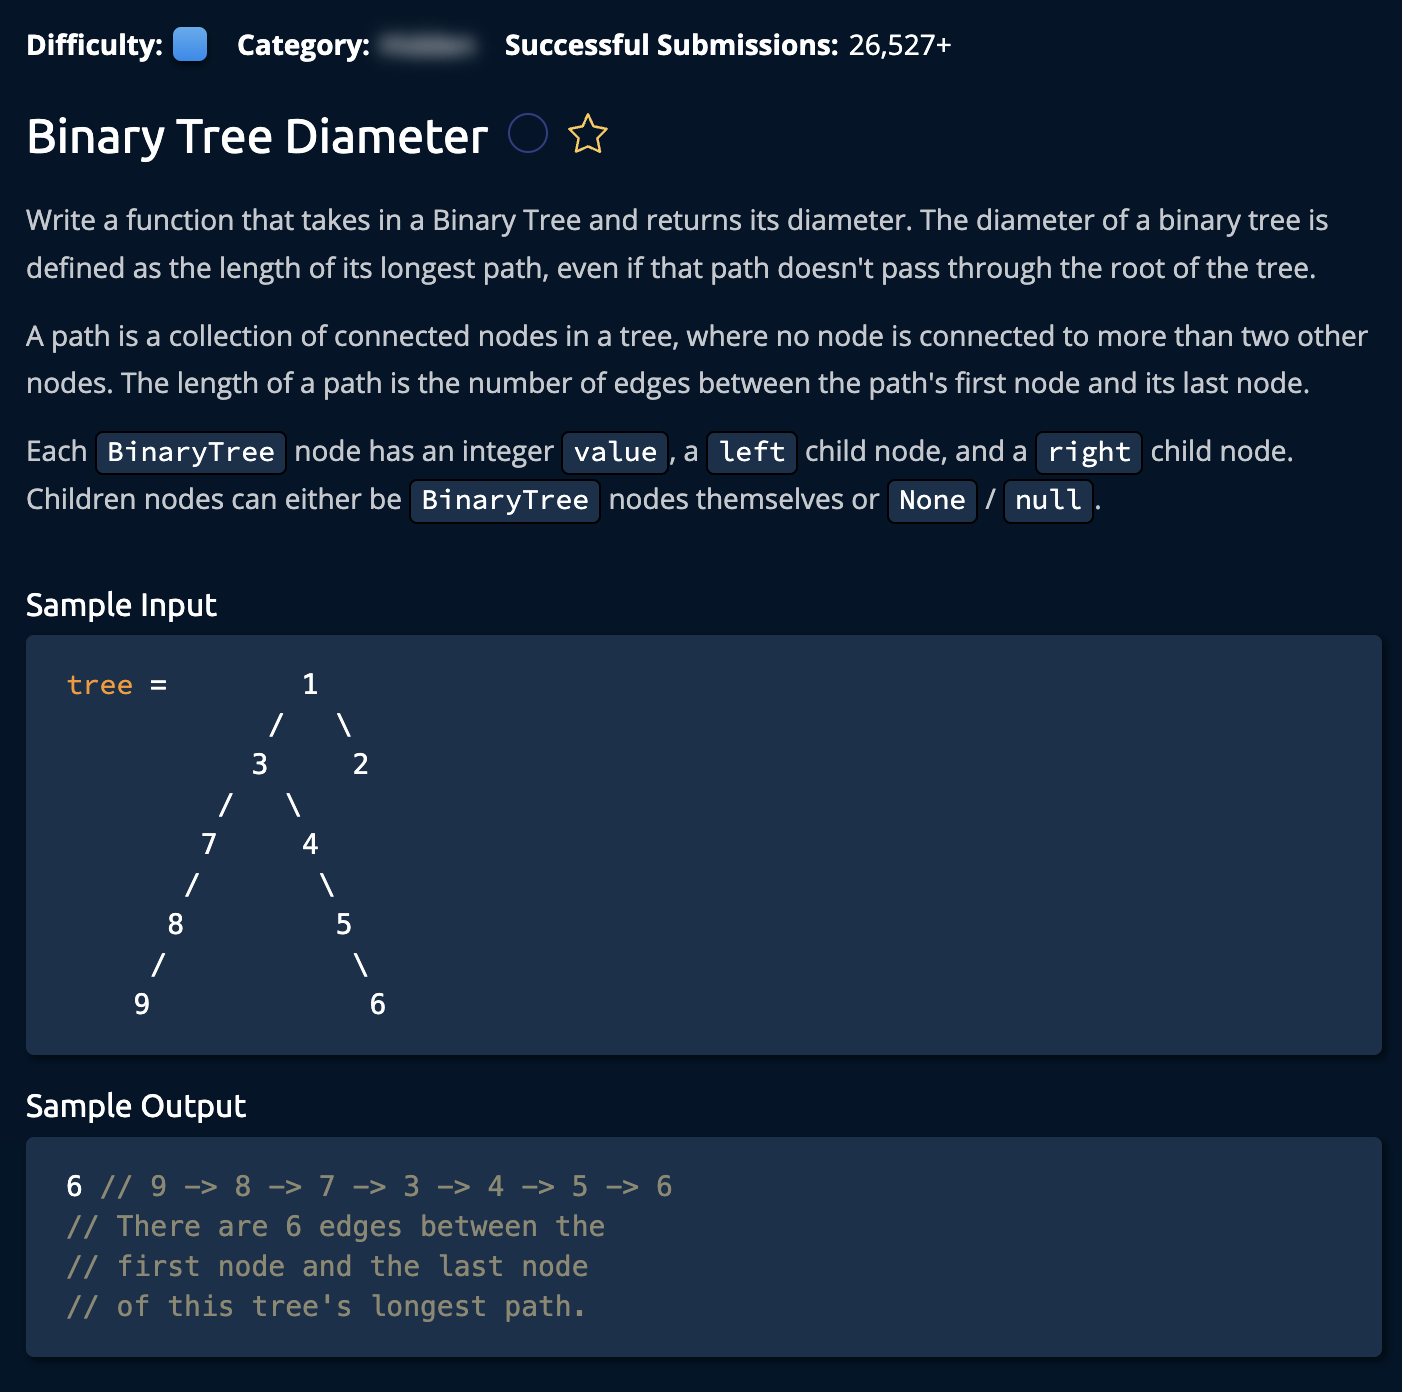 Difficulty: Category: Successful Submissions: 26,527+
Binary Tree Diameter
Write a function that takes in a Binary Tree and returns its diameter. The diameter of a binary tree is
defined as the length of its longest path, even if that path doesn't pass through the root of the tree.
A path is a collection of connected nodes in a tree, where no node is connected to more than two other
nodes. The length of a path is the number of edges between the path's first node and its last node.
Each BinaryTree node has an integer value, a left child node, and a right child node.
Children nodes can either be BinaryTree nodes themselves or None / null.
Sample Input
tree =        1
            /   \
           3     2
         /   \
        7     4
       /       \
      8         5
     /           \
    9             6
Sample Output
6 // 9 -> 8 -> 7 -> 3 -> 4 -> 5 -> 6
// There are 6 edges between the
// first node and the last node
// of this tree's longest path.